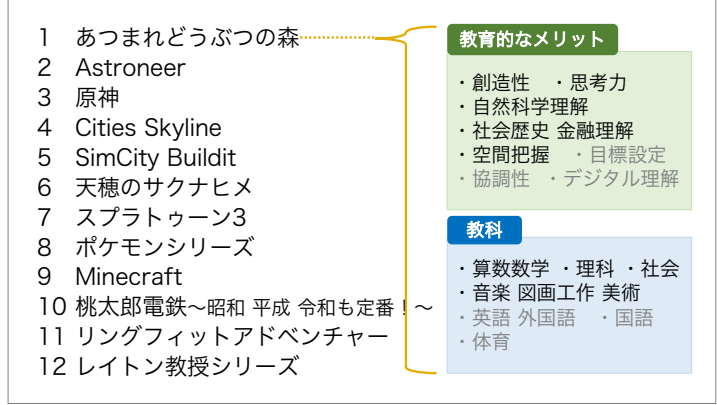 1 あつまれどうぶつの森
2 Astroneer
3 原神
4 Cities Skyline
5 SimCity Buildit
6 天穂のサクナヒメ
7 スプラトゥーン3
8 ポケモンシリーズ
9 Minecraft
10 桃太郎電鉄〜昭和 平成 令和も定番！〜
11 リングフィットアドベンチャー
12 レイトン教授シリーズ
教育的なメリット
・創造性 ・思考力
・自然科学理解
・社会歴史 金融理解
・空間把握 ・目標設定
・協調性 ・デジタル理解
教科
・算数数学 ・理科 ・社会
・音楽 図画工作 美術
・英語 外国語 ・国語
・体育